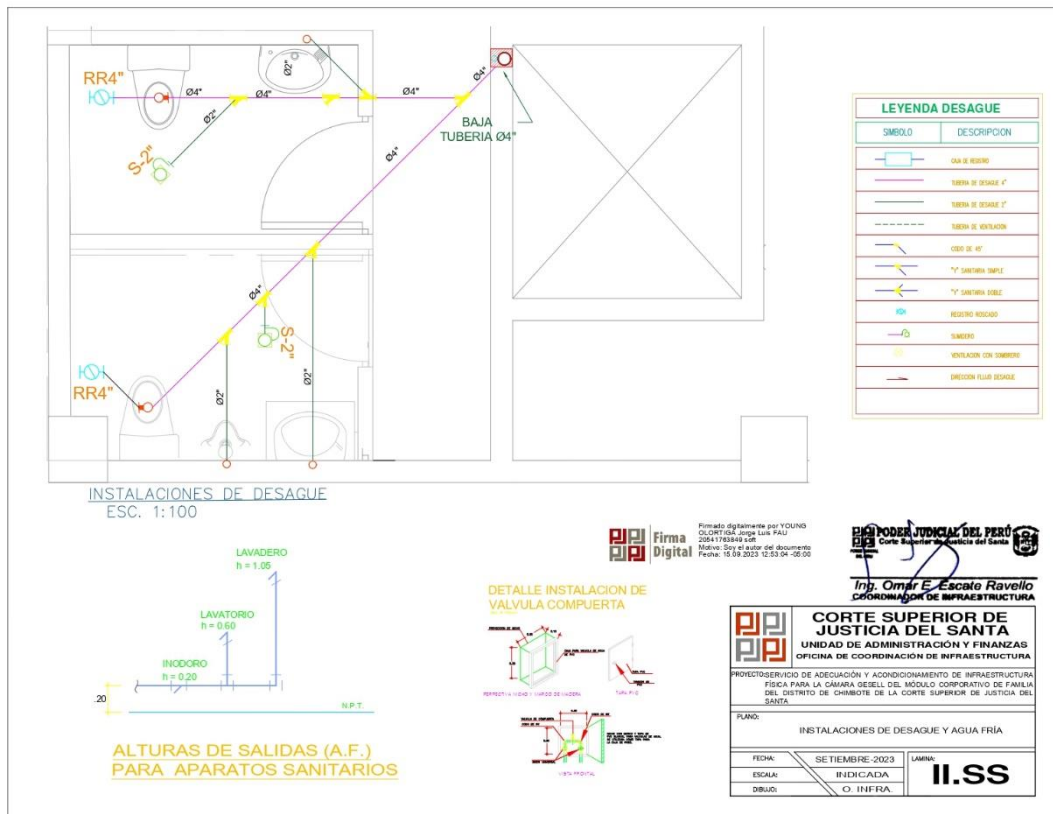 RR4"
Ø4"
Ø4"
Ø2"
Ø4"
Ø4"
Ø2"
S-2"
BAJA
TUBERIA Ø4"
Ø4"
Ø4"
S-2"
RR4"
Ø2"
Ø2"
INSTALACIONES DE DESAGUE
ESC. 1:100
LEYENDA DESAGUE
SIMBOLO DESCRIPCION
CAJA DE REGISTRO
TUBERIA DE DESAGUE 4"
TUBERIA DE DESAGUE 2"
TUBERIA DE VENTILACION
CODO DE 45°
"Y" SANITARIA SIMPLE
"Y" SANITARIA DOBLE
REGISTRO ROSCADO
SUMIDERO
VENTILACION CON SOMBRERO
DIRECCION FLUJO DESAGUE
LAVADERO
h = 1.05
LAVATORIO
h = 0.60
INODORO
h = 0.20
.20
N.P.T.
ALTURAS DE SALIDAS (A.F.)
PARA APARATOS SANITARIOS
DETALLE INSTALACION DE
VALVULA COMPUERTA
TAPA PVC
VISTA FRONTAL
PJ
Firma
Digital
Firmado digitalmente por YOUNG
OLORTIGA Jorge Luis FAU
20541763849 soft
Motivo: Soy el autor del documento
Fecha: 15.09.2023 12:53:04 -05:00
PODER JUDICIAL DEL PERÚ
Corte Superior de Justicia del Santa
Ing. Omar E. Escate Ravello
COORDINADOR DE INFRAESTRUCTURA
CORTE SUPERIOR DE
JUSTICIA DEL SANTA
UNIDAD DE ADMINISTRACIÓN Y FINANZAS
OFICINA DE COORDINACIÓN DE INFRAESTRUCTURA
PROYECTO: SERVICIO DE ADECUACIÓN Y ACONDICIONAMIENTO DE INFRAESTRUCTURA
FÍSICA PARA LA CÁMARA GESELL DEL MÓDULO CORPORATIVO DE FAMILIA
DEL DISTRITO DE CHIMBOTE DE LA CORTE SUPERIOR DE JUSTICIA DEL
SANTA
PLANO:
INSTALACIONES DE DESAGUE Y AGUA FRÍA
FECHA: SETIEMBRE-2023
ESCALA: INDICADA
DIBUJO: O. INFRA.
LAMINA:
II.SS